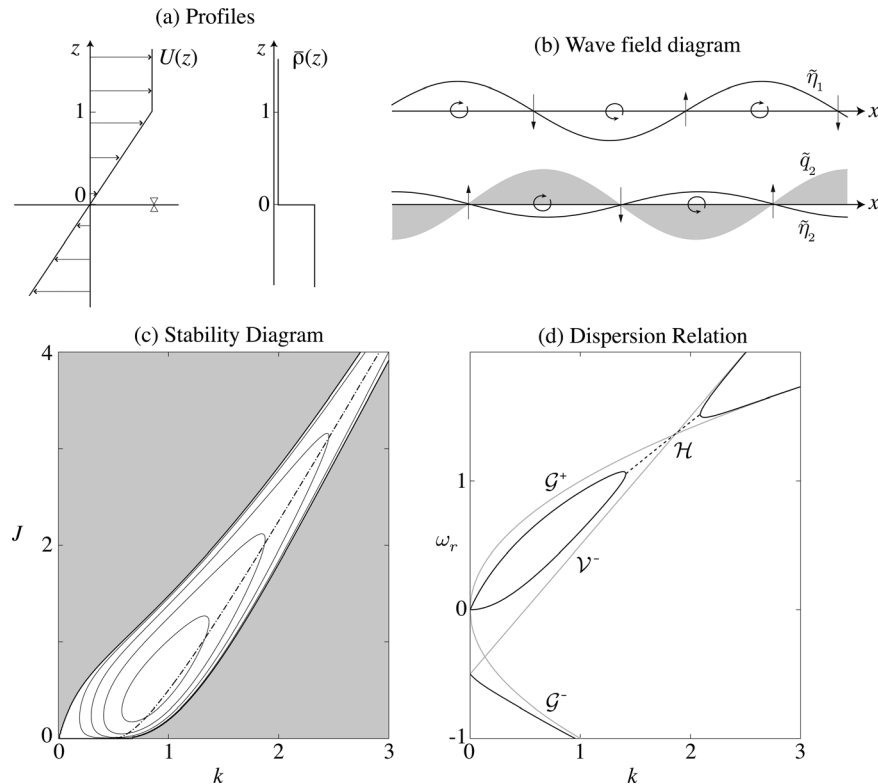 (a) Profiles
z
U(z)
z
ρ̄(z)
1
1
0
0
(b) Wave field diagram
η̃₁
x
q̃₂
x
η̃₂
(c) Stability Diagram
4
J
2
0
0
1
2
3
k
(d) Dispersion Relation
ℋ
𝒢⁺
1
ωᵣ
𝒱⁻
0
𝒢⁻
-1
0
1
2
3
k